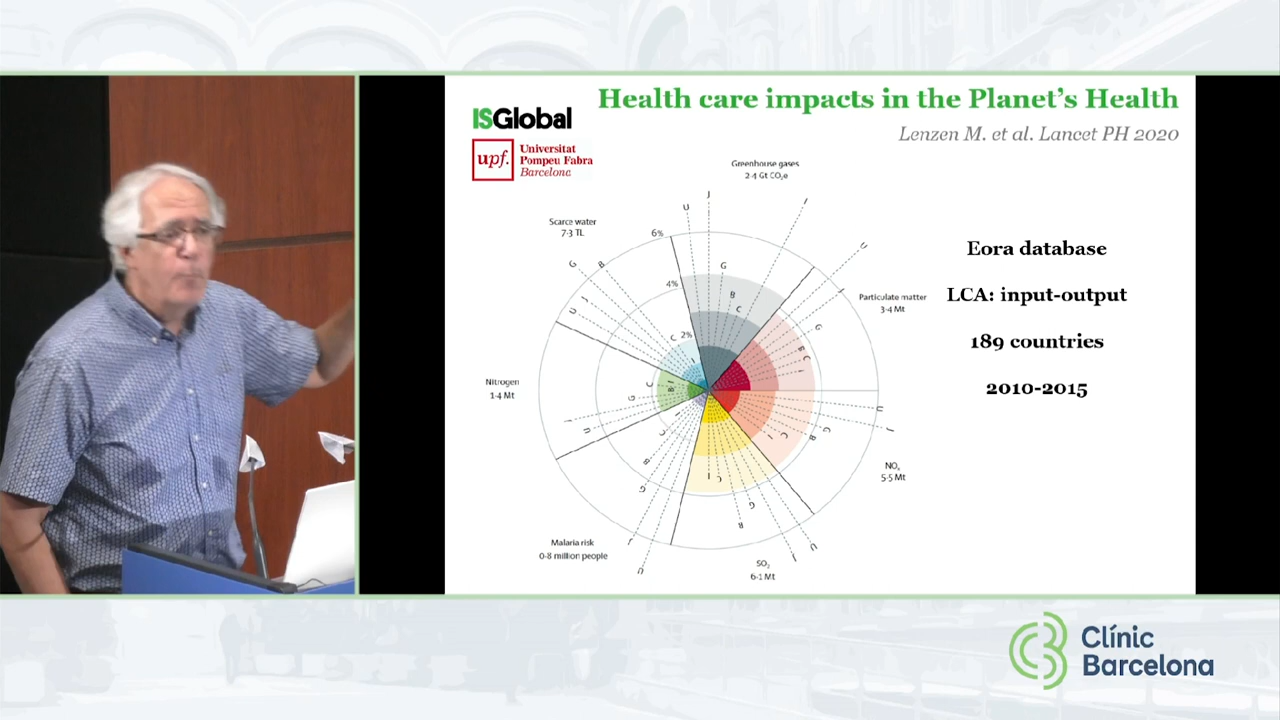 Health care impacts in the Planet's Health
Lenzen M. et al. Lancet PH 2020
ISGlobal
upf.
Universitat
Pompeu Fabra
Barcelona
Greenhouse gases
2·4 Gt CO₂e
Scarce water
7·3 TL
6%
4%
2%
Particulate matter
3·4 Mt
Nitrogen
1·4 Mt
NOₓ
5·5 Mt
Malaria risk
0·8 million people
SO₂
6·1 Mt
Eora database
LCA: input-output
189 countries
2010-2015
Clínic
Barcelona